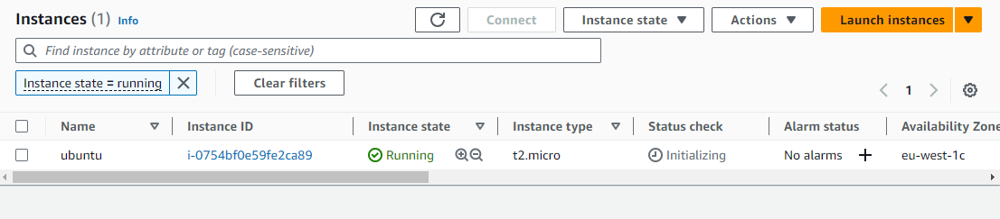 Instances (1) Info Connect Instance state Actions Launch instances
Find instance by attribute or tag (case-sensitive)
Instance state = running Clear filters
1
Name Instance ID Instance state Instance type Status check Alarm status Availability Zone
ubuntu i-0754bf0e59fe2ca89 Running t2.micro Initializing No alarms eu-west-1c